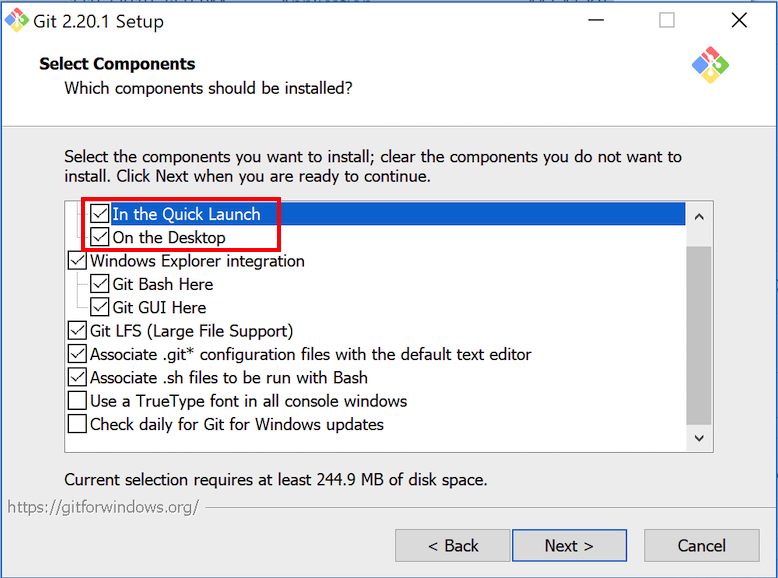 Git 2.20.1 Setup
Select Components
Which components should be installed?
Select the components you want to install; clear the components you do not want to
install. Click Next when you are ready to continue.
In the Quick Launch
On the Desktop
Windows Explorer integration
Git Bash Here
Git GUI Here
Git LFS (Large File Support)
Associate .git* configuration files with the default text editor
Associate .sh files to be run with Bash
Use a TrueType font in all console windows
Check daily for Git for Windows updates
Current selection requires at least 244.9 MB of disk space.
https://gitforwindows.org/
< Back
Next >
Cancel